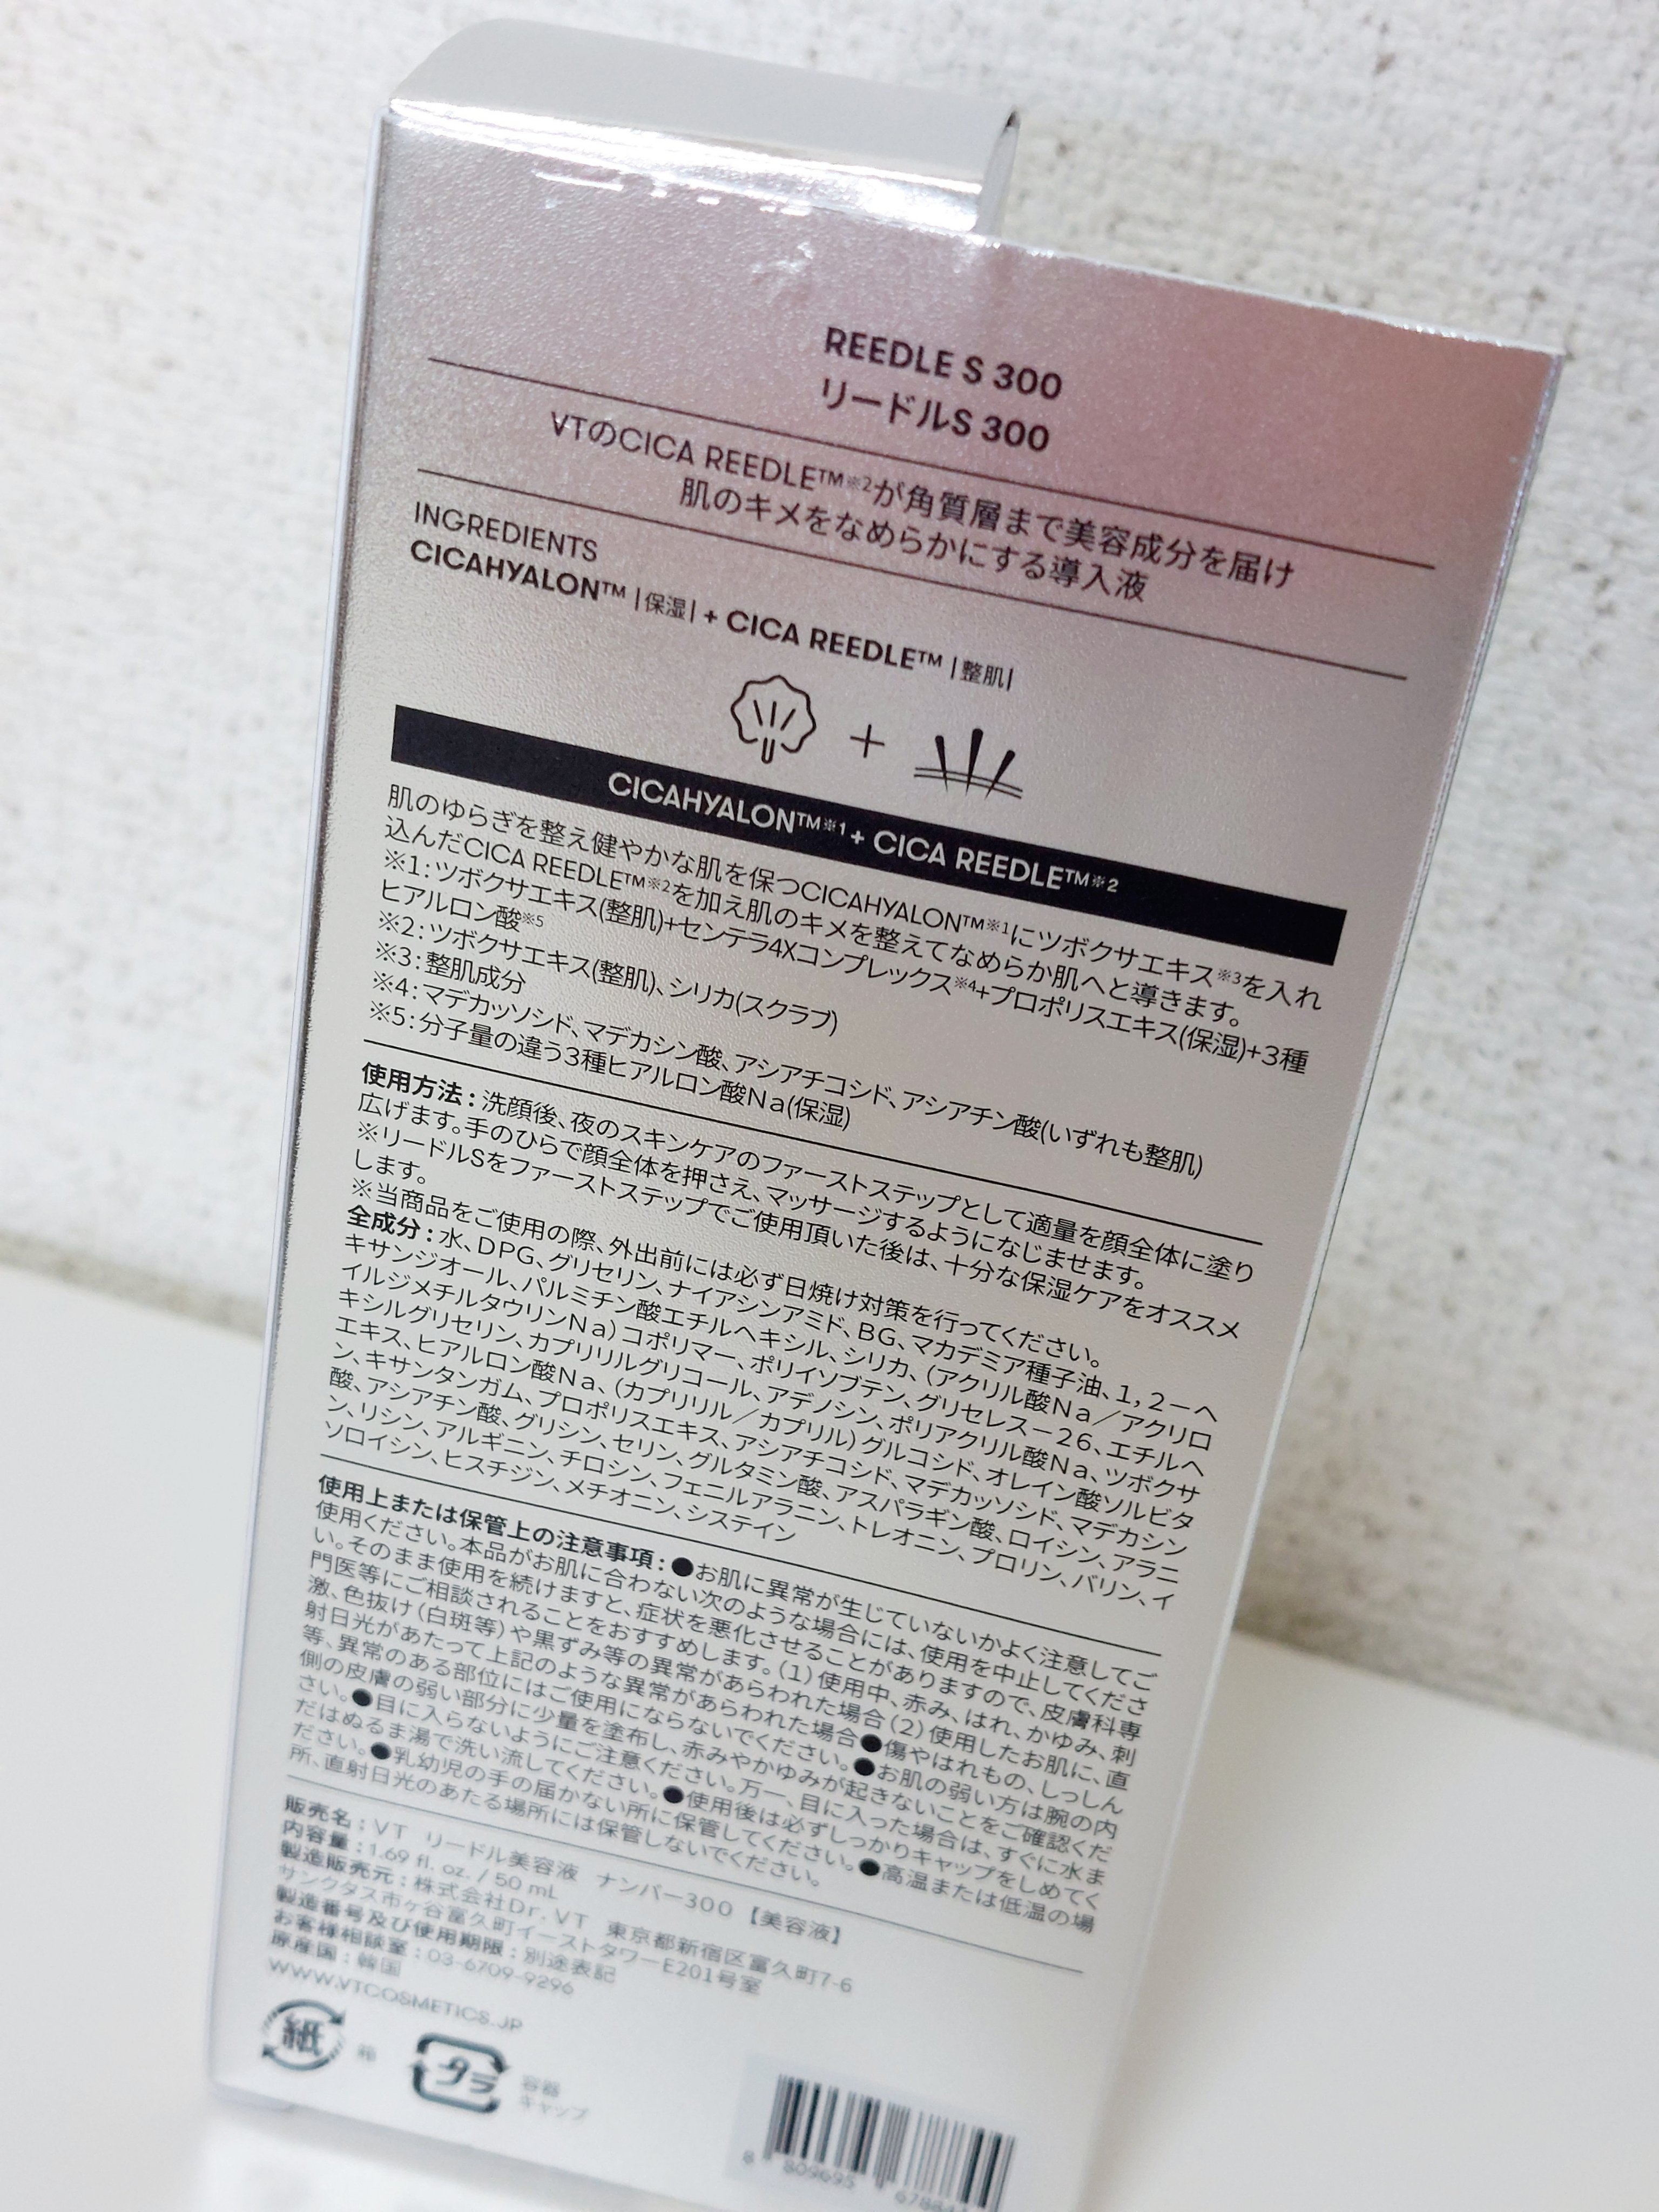 REEDLE S 300
リードルS 300
VTのCICA REEDLE™※2が角質層まで美容成分を届け
肌のキメをなめらかにする導入液
INGREDIENTS
CICAHYALON™ |保湿| + CICA REEDLE™ |整肌|
+
CICAHYALON™※1+ CICA REEDLE™※2
肌のゆらぎを整え健やかな肌を保つCICAHYALON™※1にツボクサエキス※3を入れ
込んだCICA REEDLE™※2を加え肌のキメを整えてなめらか肌へと導きます。
※1:ツボクサエキス(整肌)+センテラ4Xコンプレックス※4+プロポリスエキス(保湿)+3種
ヒアルロン酸※5
※2:ツボクサエキス(整肌)、シリカ(スクラブ)
※3:整肌成分
※4:マデカッソシド、マデカシン酸、アシアチコシド、アシアチン酸(いずれも整肌)
※5:分子量の違う3種ヒアルロン酸Na(保湿)
使用方法:洗顔後、夜のスキンケアのファーストステップとして適量を顔全体に塗り
広げます。手のひらで顔全体を押さえ、マッサージするようになじませます。
※リードルSをファーストステップでご使用頂いた後は、十分な保湿ケアをオススメ
します。
※当商品をご使用の際、外出前には必ず日焼け対策を行ってください。
全成分:水、DPG、グリセリン、ナイアシンアミド、BG、マカデミア種子油、1,2-ヘ
キサンジオール、パルミチン酸エチルヘキシル、シリカ、(アクリル酸Na/アクリロ
イルジメチルタウリンNa)コポリマー、ポリイソブテン、グリセレス-26、エチルヘ
キシルグリセリン、カプリリルグリコール、アデノシン、ポリアクリル酸Na、ツボクサ
エキス、ヒアルロン酸Na、(カプリリル/カプリル)グルコシド、オレイン酸ソルビタ
ン、キサンタンガム、プロポリスエキス、アシアチコシド、マデカッソシド、マデカシン
酸、アシアチン酸、グリシン、セリン、グルタミン酸、アスパラギン酸、ロイシン、アラニ
ン、リシン、アルギニン、チロシン、フェニルアラニン、トレオニン、プロリン、バリン、イ
ソロイシン、ヒスチジン、メチオニン、システイン
使用上または保管上の注意事項:●お肌に異常が生じていないかよく注意してご
使用ください。本品がお肌に合わない次のような場合には、使用を中止してくださ
い。そのまま使用を続けますと、症状を悪化させることがありますので、皮膚科専
門医等にご相談されることをおすすめします。(1)使用中、赤み、はれ、かゆみ、刺
激、色抜け(白斑等)や黒ずみ等の異常があらわれた場合(2)使用したお肌に、直
射日光があたって上記のような異常があらわれた場合●傷やはれもの、しっしん
等、異常のある部位にはご使用にならないでください。●お肌の弱い方は腕の内
側の皮膚の弱い部分に少量を塗布し、赤みやかゆみが起きないことをご確認くだ
さい。●目に入らないようにご注意ください。万一、目に入った場合は、すぐに水ま
たはぬるま湯で洗い流してください。●使用後は必ずしっかりキャップをしめてく
ださい。●乳幼児の手の届かない所に保管してください。●高温または低温の場
所、直射日光のあたる場所には保管しないでください。
販売名:VT リードル美容液 ナンバー300【美容液】
内容量:1.69 fl. oz. / 50 mL
製造販売元:株式会社Dr. VT 東京都新宿区富久町7-6
サンクタス市ヶ谷富久町イーストタワーE201号室
製造番号及び使用期限:別途表記
お客様相談室:03-6709-9296
原産国:韓国
WWW.VTCOSMETICS.JP
紙 箱
プラ 容器
キャップ
8 809695